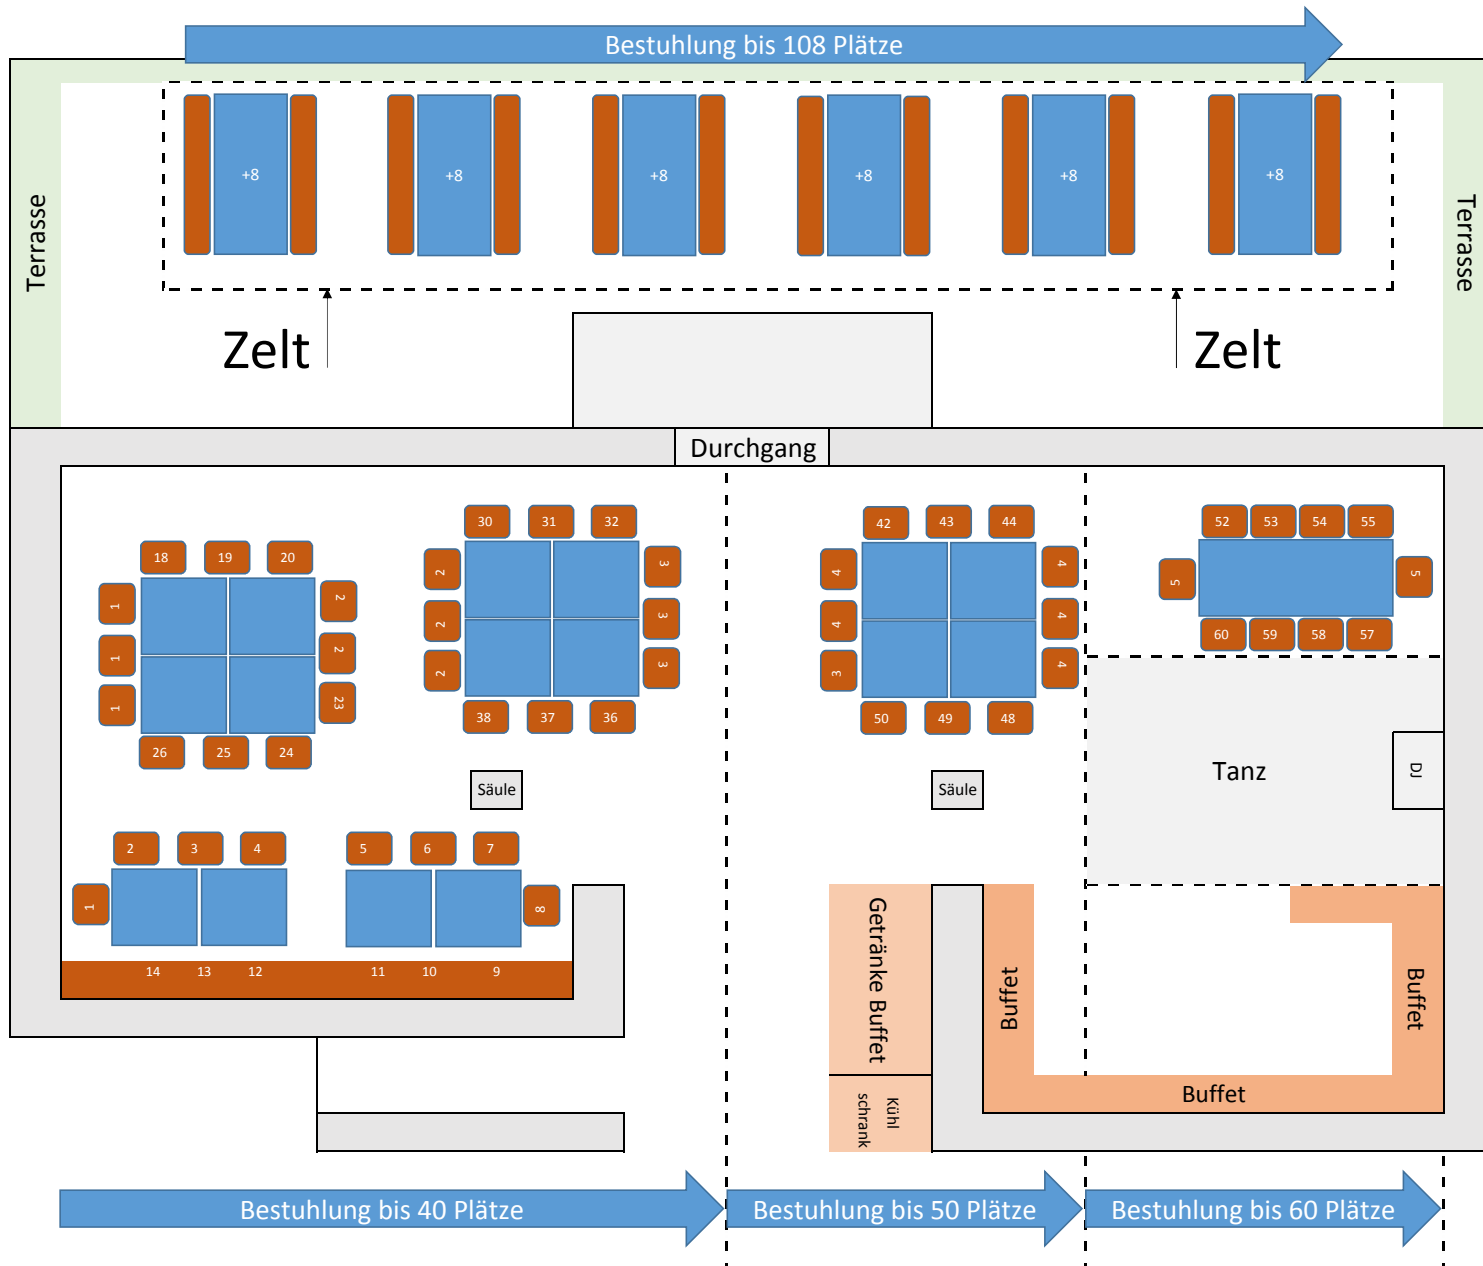 Bestuhlung bis 108 Plätze
+8 +8 +8 +8 +8 +8
Terrasse
Terrasse
Zelt
Zelt
Durchgang
18 19 20
1
1
1
2
2
23
26 25 24
30 31 32
2
2
2
3
3
3
38 37 36
42 43 44
4
4
3
4
4
4
50 49 48
52 53 54 55
5
5
60 59 58 57
Säule
Säule
Tanz
DJ
2 3 4
1
5 6 7
8
14 13 12 11 10 9
Getränke Buffet
Kühl
schrank
Buffet
Buffet
Buffet
Bestuhlung bis 40 Plätze
Bestuhlung bis 50 Plätze
Bestuhlung bis 60 Plätze